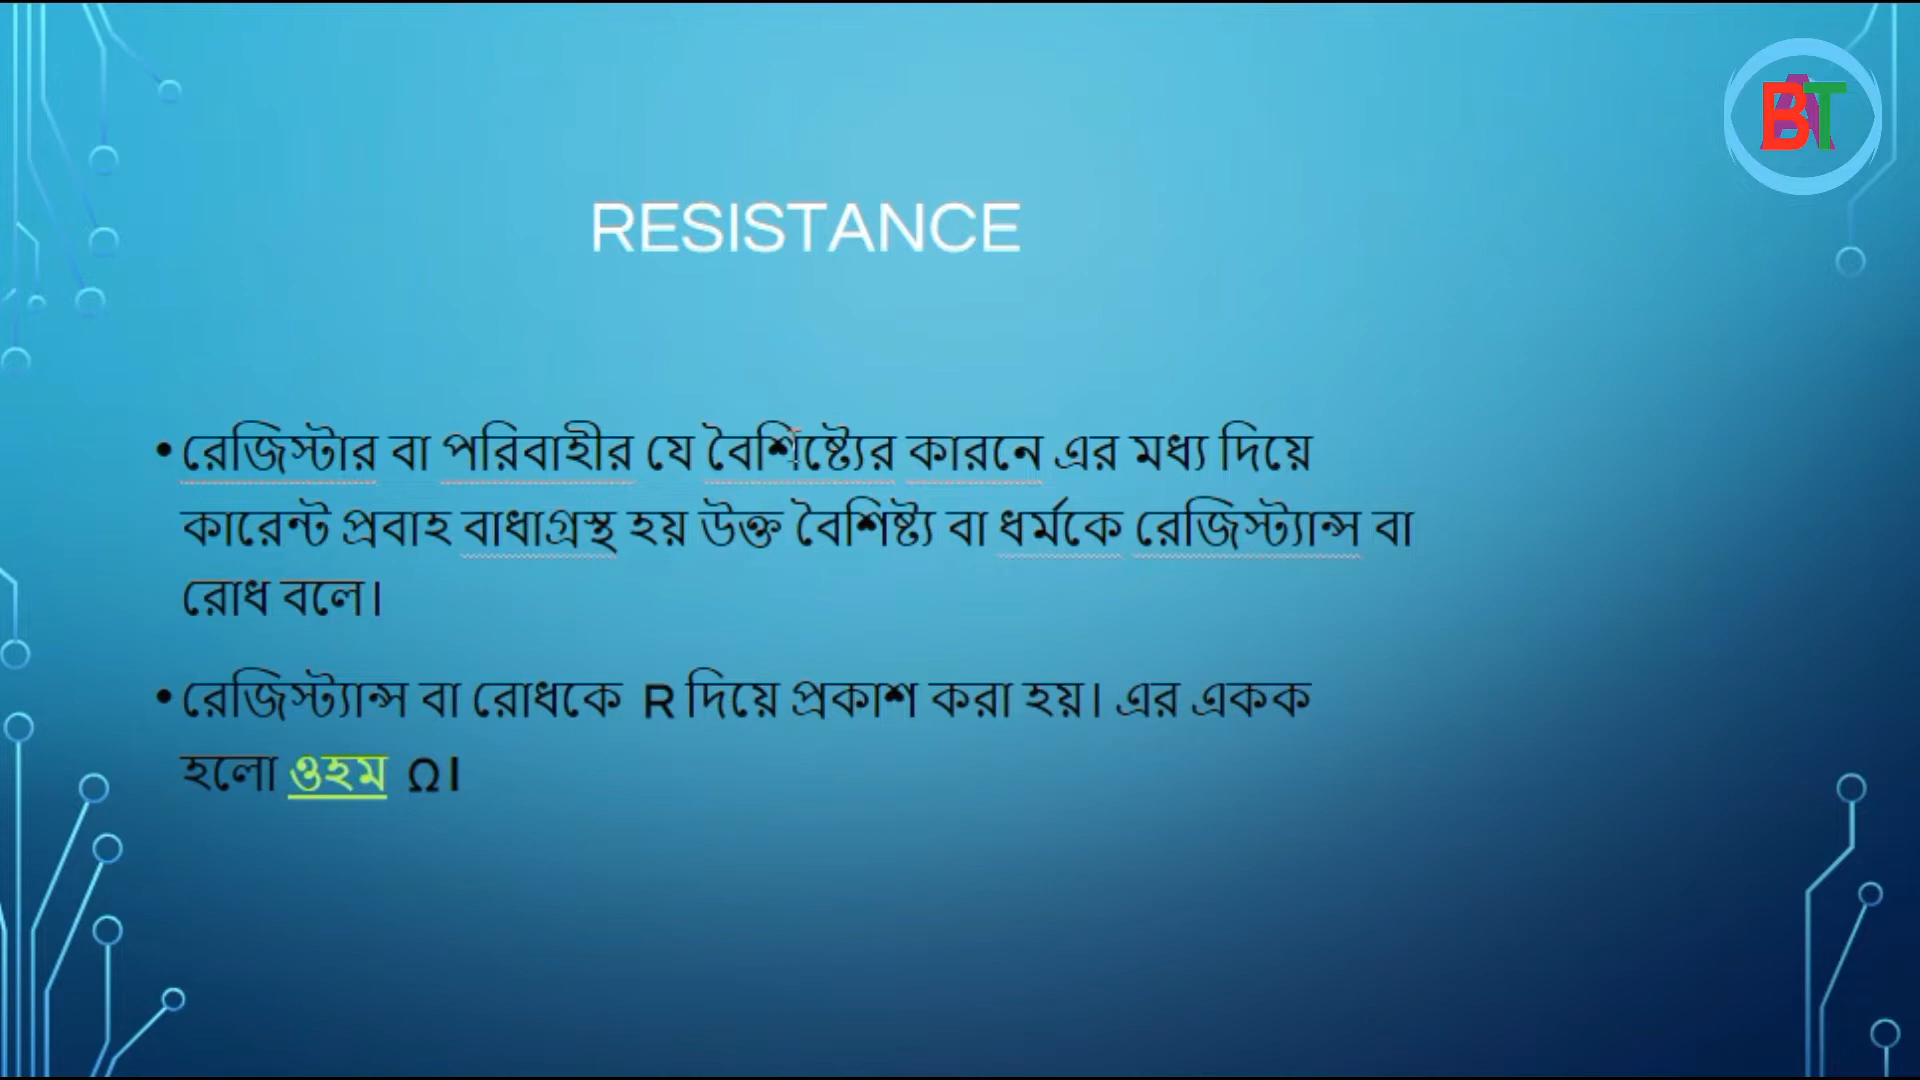 BAT
RESISTANCE
• রেজিস্টার বা পরিবাহীর যে বৈশিষ্ট্যের কারনে এর মধ্য দিয়ে
কারেন্ট প্রবাহ বাধাগ্রস্থ হয় উক্ত বৈশিষ্ট্য বা ধর্মকে রেজিস্ট্যান্স বা
রোধ বলে।
• রেজিস্ট্যান্স বা রোধকে R দিয়ে প্রকাশ করা হয়। এর একক
হলো ওহম Ω।